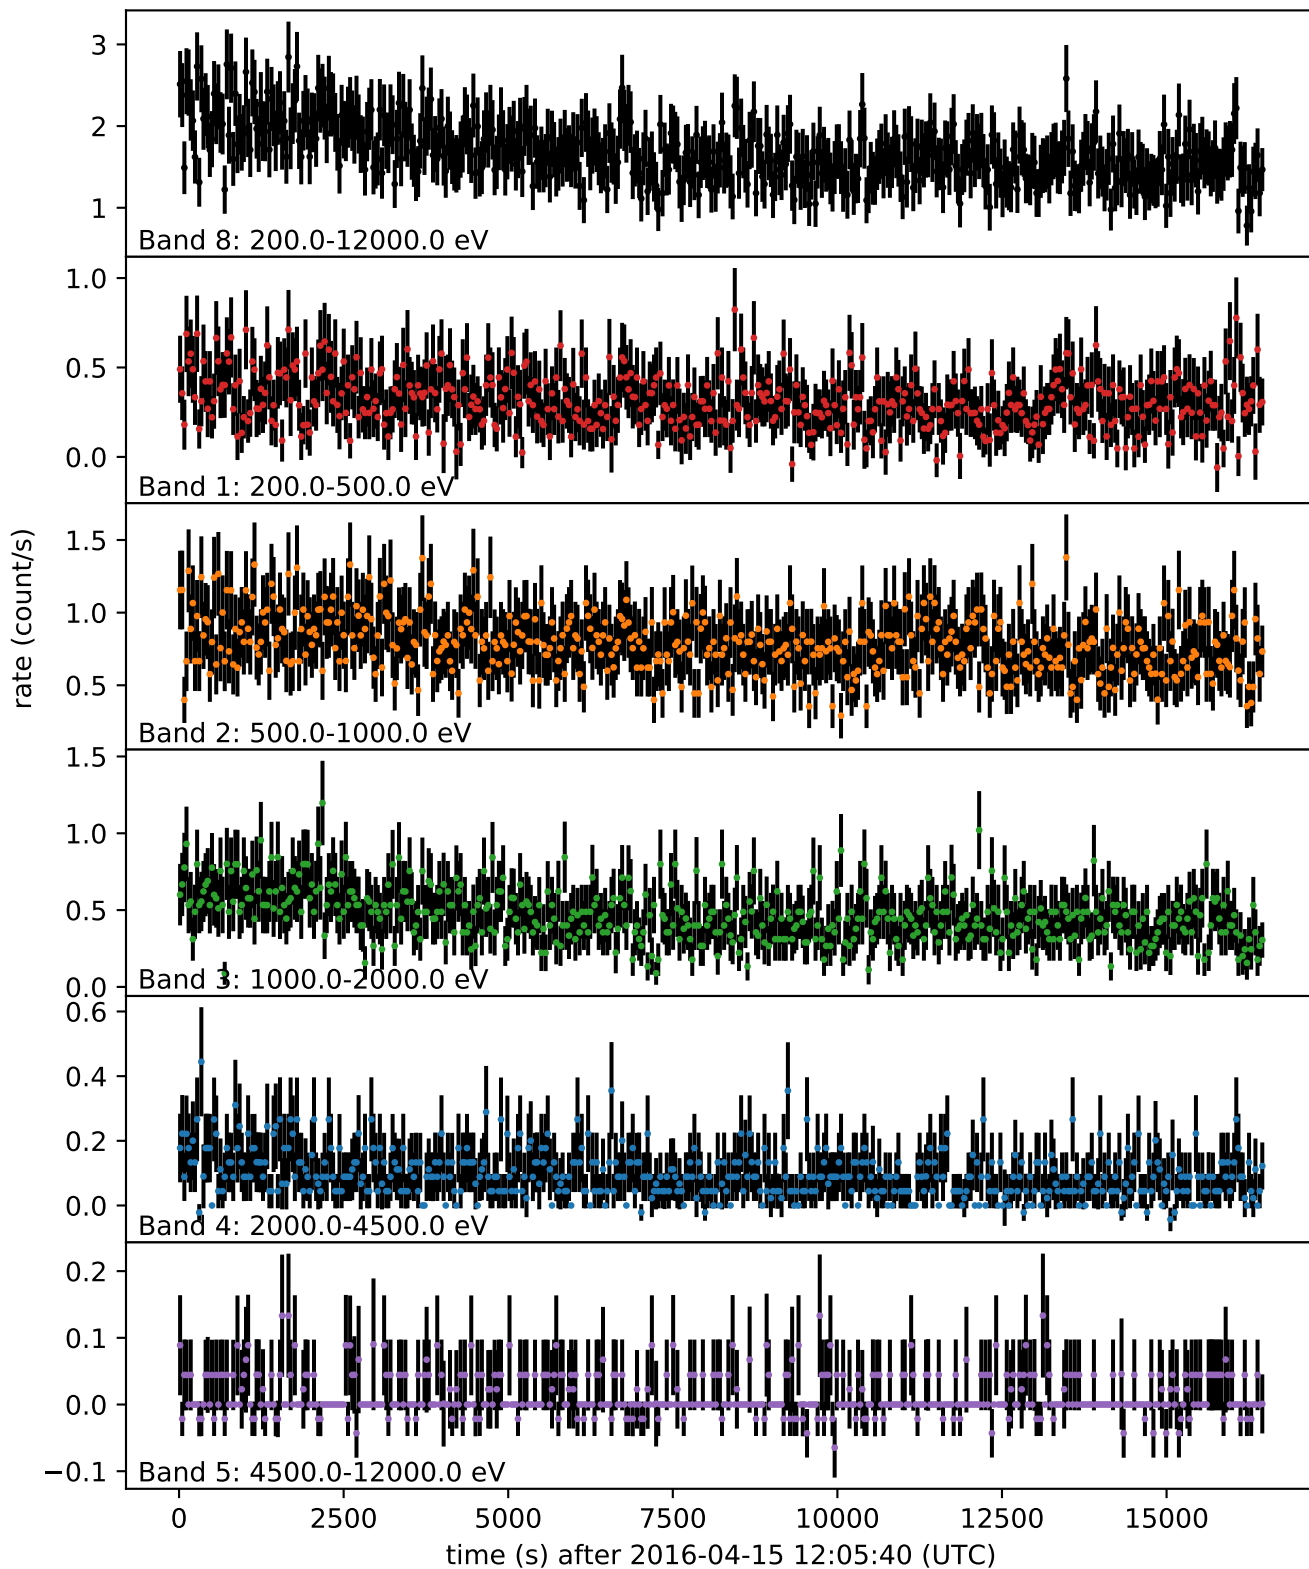 3
2
1
Band 8: 200.0-12000.0 eV
1.0
0.5
0.0
Band 1: 200.0-500.0 eV
1.5
1.0
0.5
Band 2: 500.0-1000.0 eV
rate (count/s)
1.5
1.0
0.5
0.0
Band 3: 1000.0-2000.0 eV
0.6
0.4
0.2
0.0
Band 4: 2000.0-4500.0 eV
0.2
0.1
0.0
−0.1
Band 5: 4500.0-12000.0 eV
0 2500 5000 7500 10000 12500 15000
time (s) after 2016-04-15 12:05:40 (UTC)